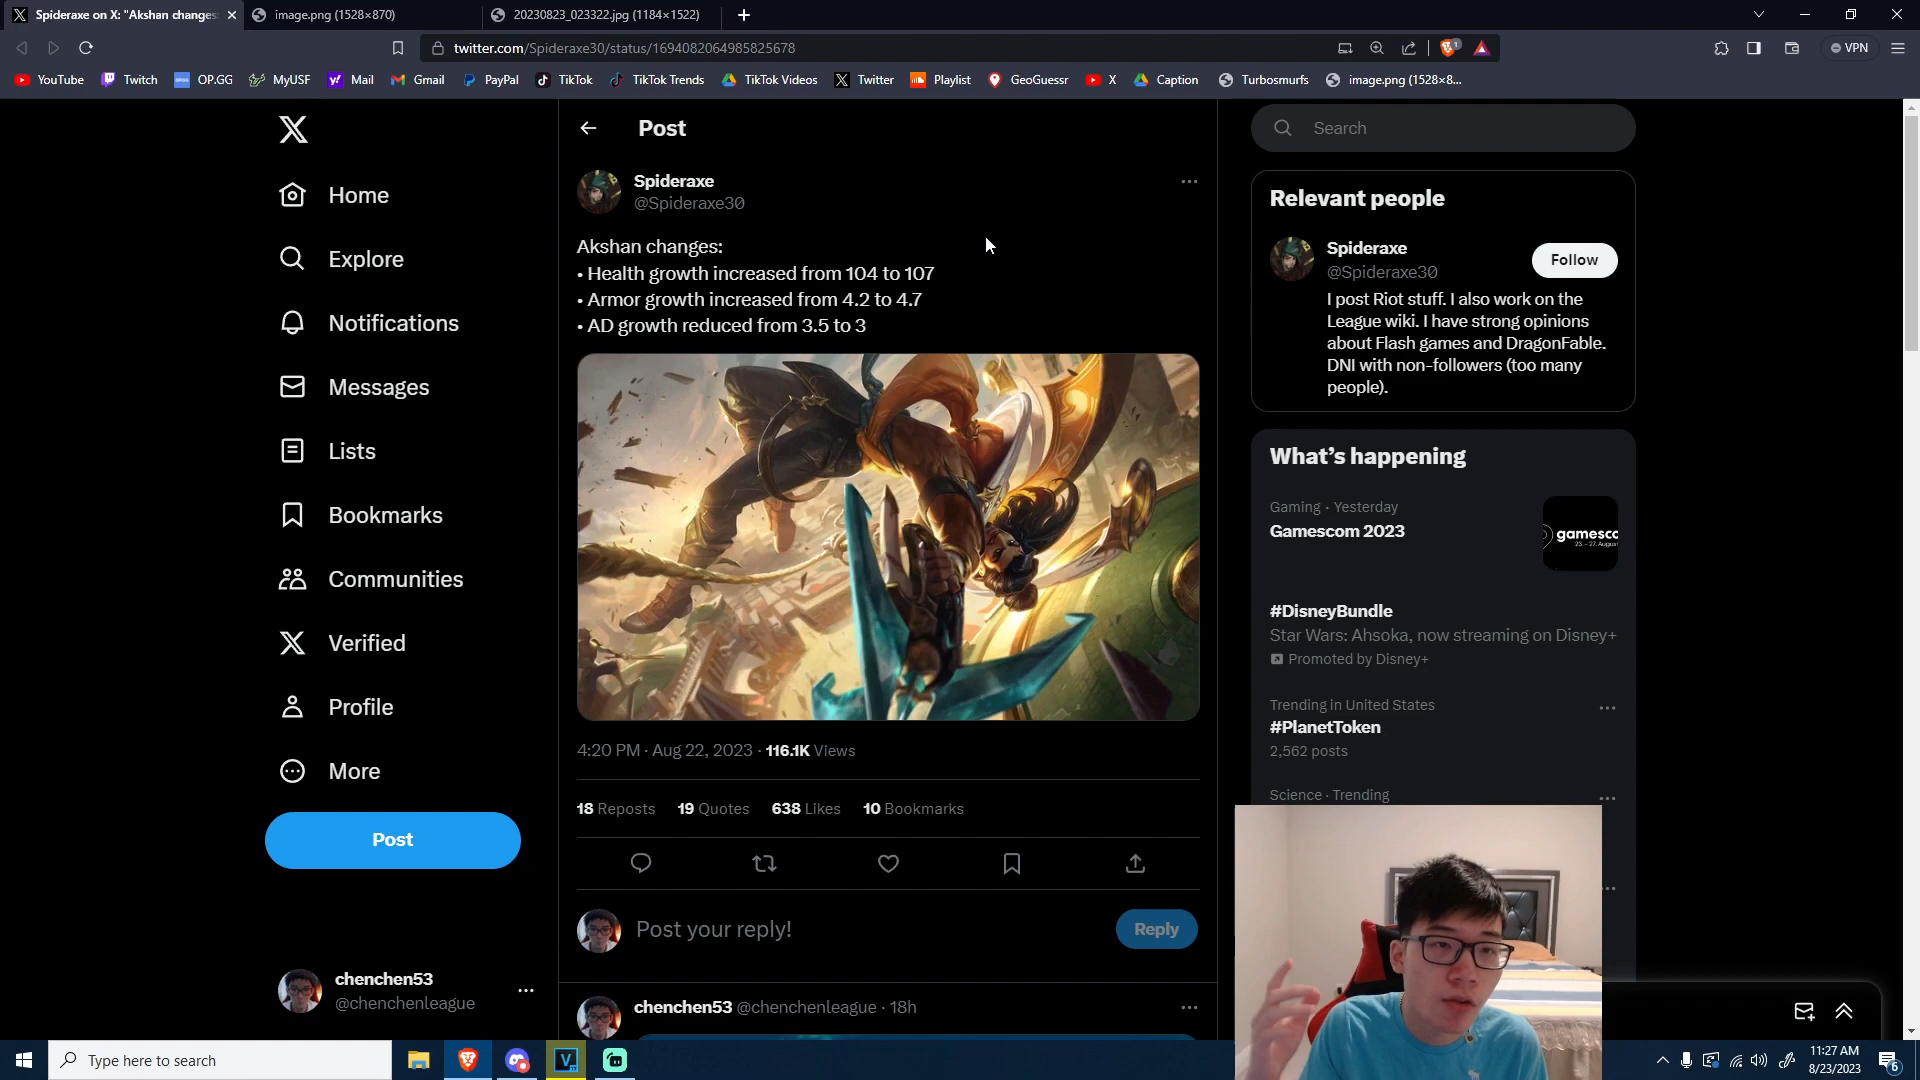 Spideraxe on X: "Akshan changes:
image.png (1528×870)
20230823_023322.jpg (1184×1522)
twitter.com/Spideraxe30/status/1694082064985825678
VPN
YouTube
Twitch
OP.GG
MyUSF
Mail
Gmail
PayPal
TikTok
TikTok Trends
TikTok Videos
Twitter
Playlist
GeoGuessr
X
Caption
Turbosmurfs
image.png (1528×8...
Home
Explore
Notifications
Messages
Lists
Bookmarks
Communities
Verified
Profile
More
Post
chenchen53
@chenchenleague
Post
Spideraxe
@Spideraxe30
Akshan changes:
• Health growth increased from 104 to 107
• Armor growth increased from 4.2 to 4.7
• AD growth reduced from 3.5 to 3
4:20 PM · Aug 22, 2023 · 116.1K Views
18 Reposts 19 Quotes 638 Likes 10 Bookmarks
Post your reply!
Reply
chenchen53 @chenchenleague · 18h
Search
Relevant people
Spideraxe
@Spideraxe30
Follow
I post Riot stuff. I also work on the
League wiki. I have strong opinions
about Flash games and DragonFable.
DNI with non-followers (too many
people).
What's happening
Gaming · Yesterday
Gamescom 2023
gamesco
23. – 27. August
#DisneyBundle
Star Wars: Ahsoka, now streaming on Disney+
Promoted by Disney+
Trending in United States
#PlanetToken
2,562 posts
Science · Trending
Type here to search
11:27 AM
8/23/2023
6